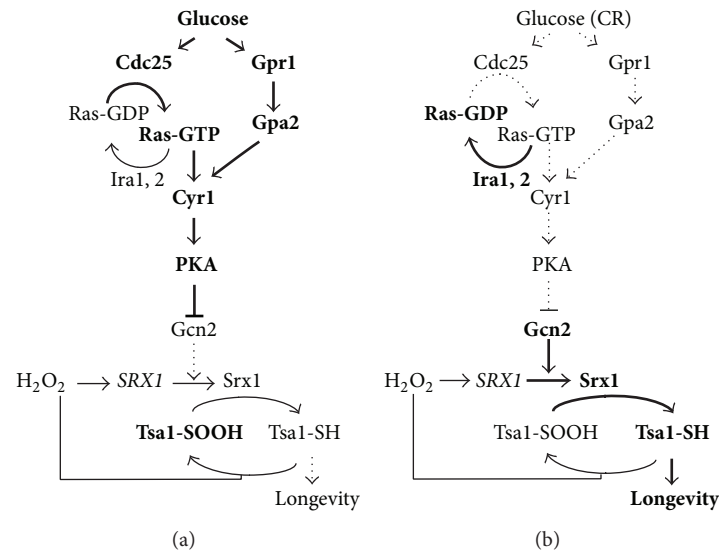 Glucose
Cdc25 Gpr1
Ras-GDP
Ras-GTP Gpa2
Ira1, 2
Cyr1
PKA
Gcn2
H₂O₂ SRX1 Srx1
Tsa1-SOOH Tsa1-SH
Longevity
(a)
Glucose (CR)
Cdc25 Gpr1
Ras-GDP
Ras-GTP Gpa2
Ira1, 2
Cyr1
PKA
Gcn2
H₂O₂ SRX1 Srx1
Tsa1-SOOH Tsa1-SH
Longevity
(b)